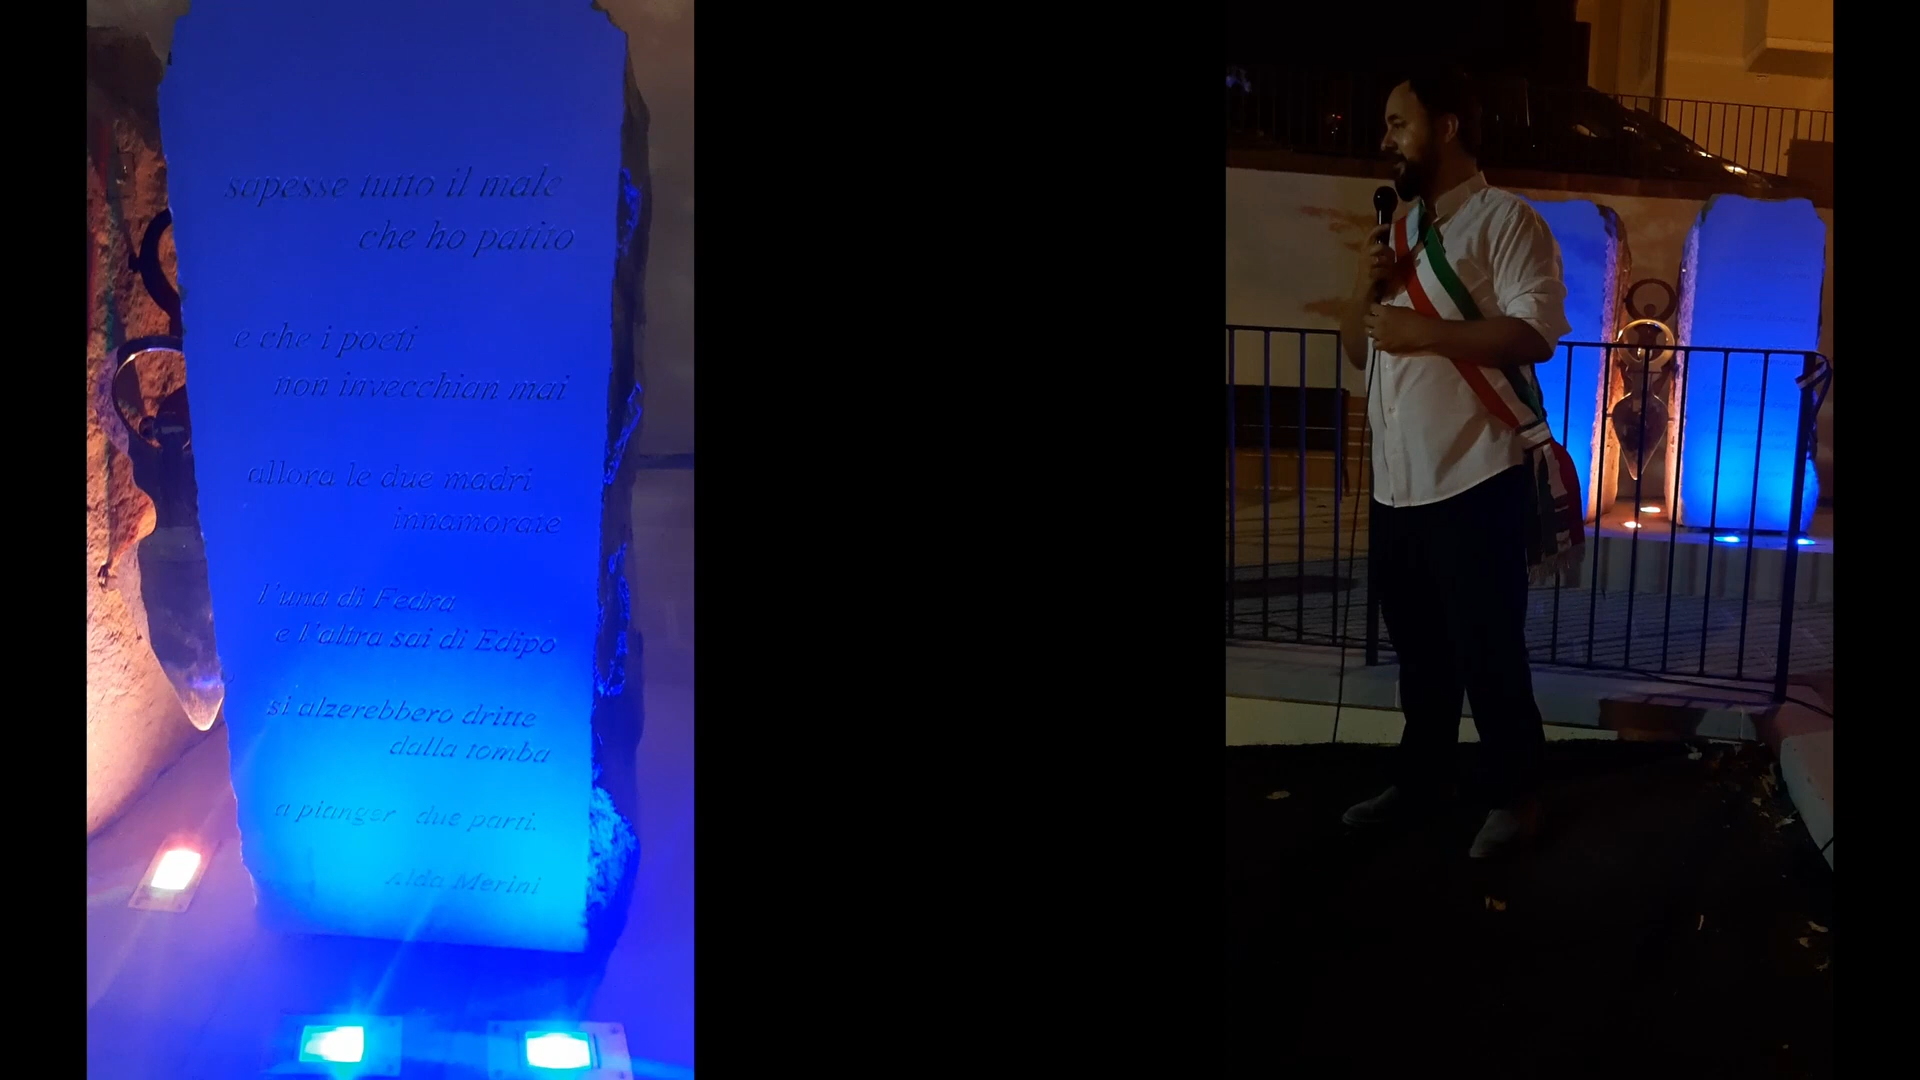 sapesse tutto il male
che ho patito
e che i poeti
non invecchian mai
allora le due madri
innamorate
l'una di Fedra
e l'altra sai di Edipo
si alzerebbero dritte
dalla tomba
a pianger due parti.
Alda Merini